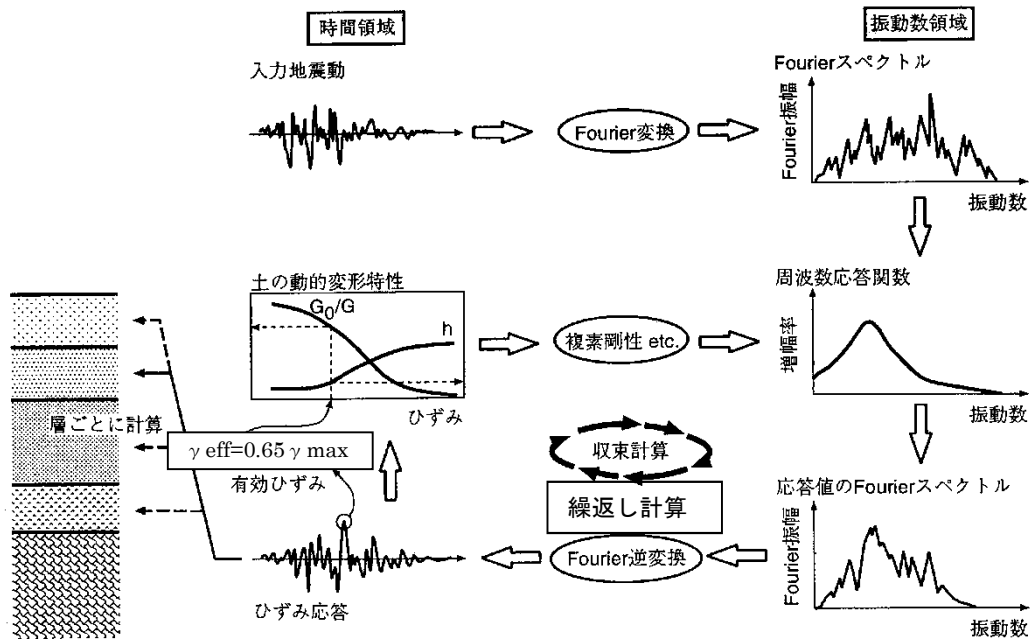 時間領域
振動数領域
入力地震動
Fourierスペクトル
Fourier振幅
Fourier変換
振動数
土の動的変形特性
G₀/G
h
ひずみ
複素剛性 etc.
周波数応答関数
増幅率
振動数
層ごとに計算
γ eff=0.65 γ max
有効ひずみ
収束計算
繰返し計算
Fourier逆変換
応答値のFourierスペクトル
Fourier振幅
振動数
ひずみ応答